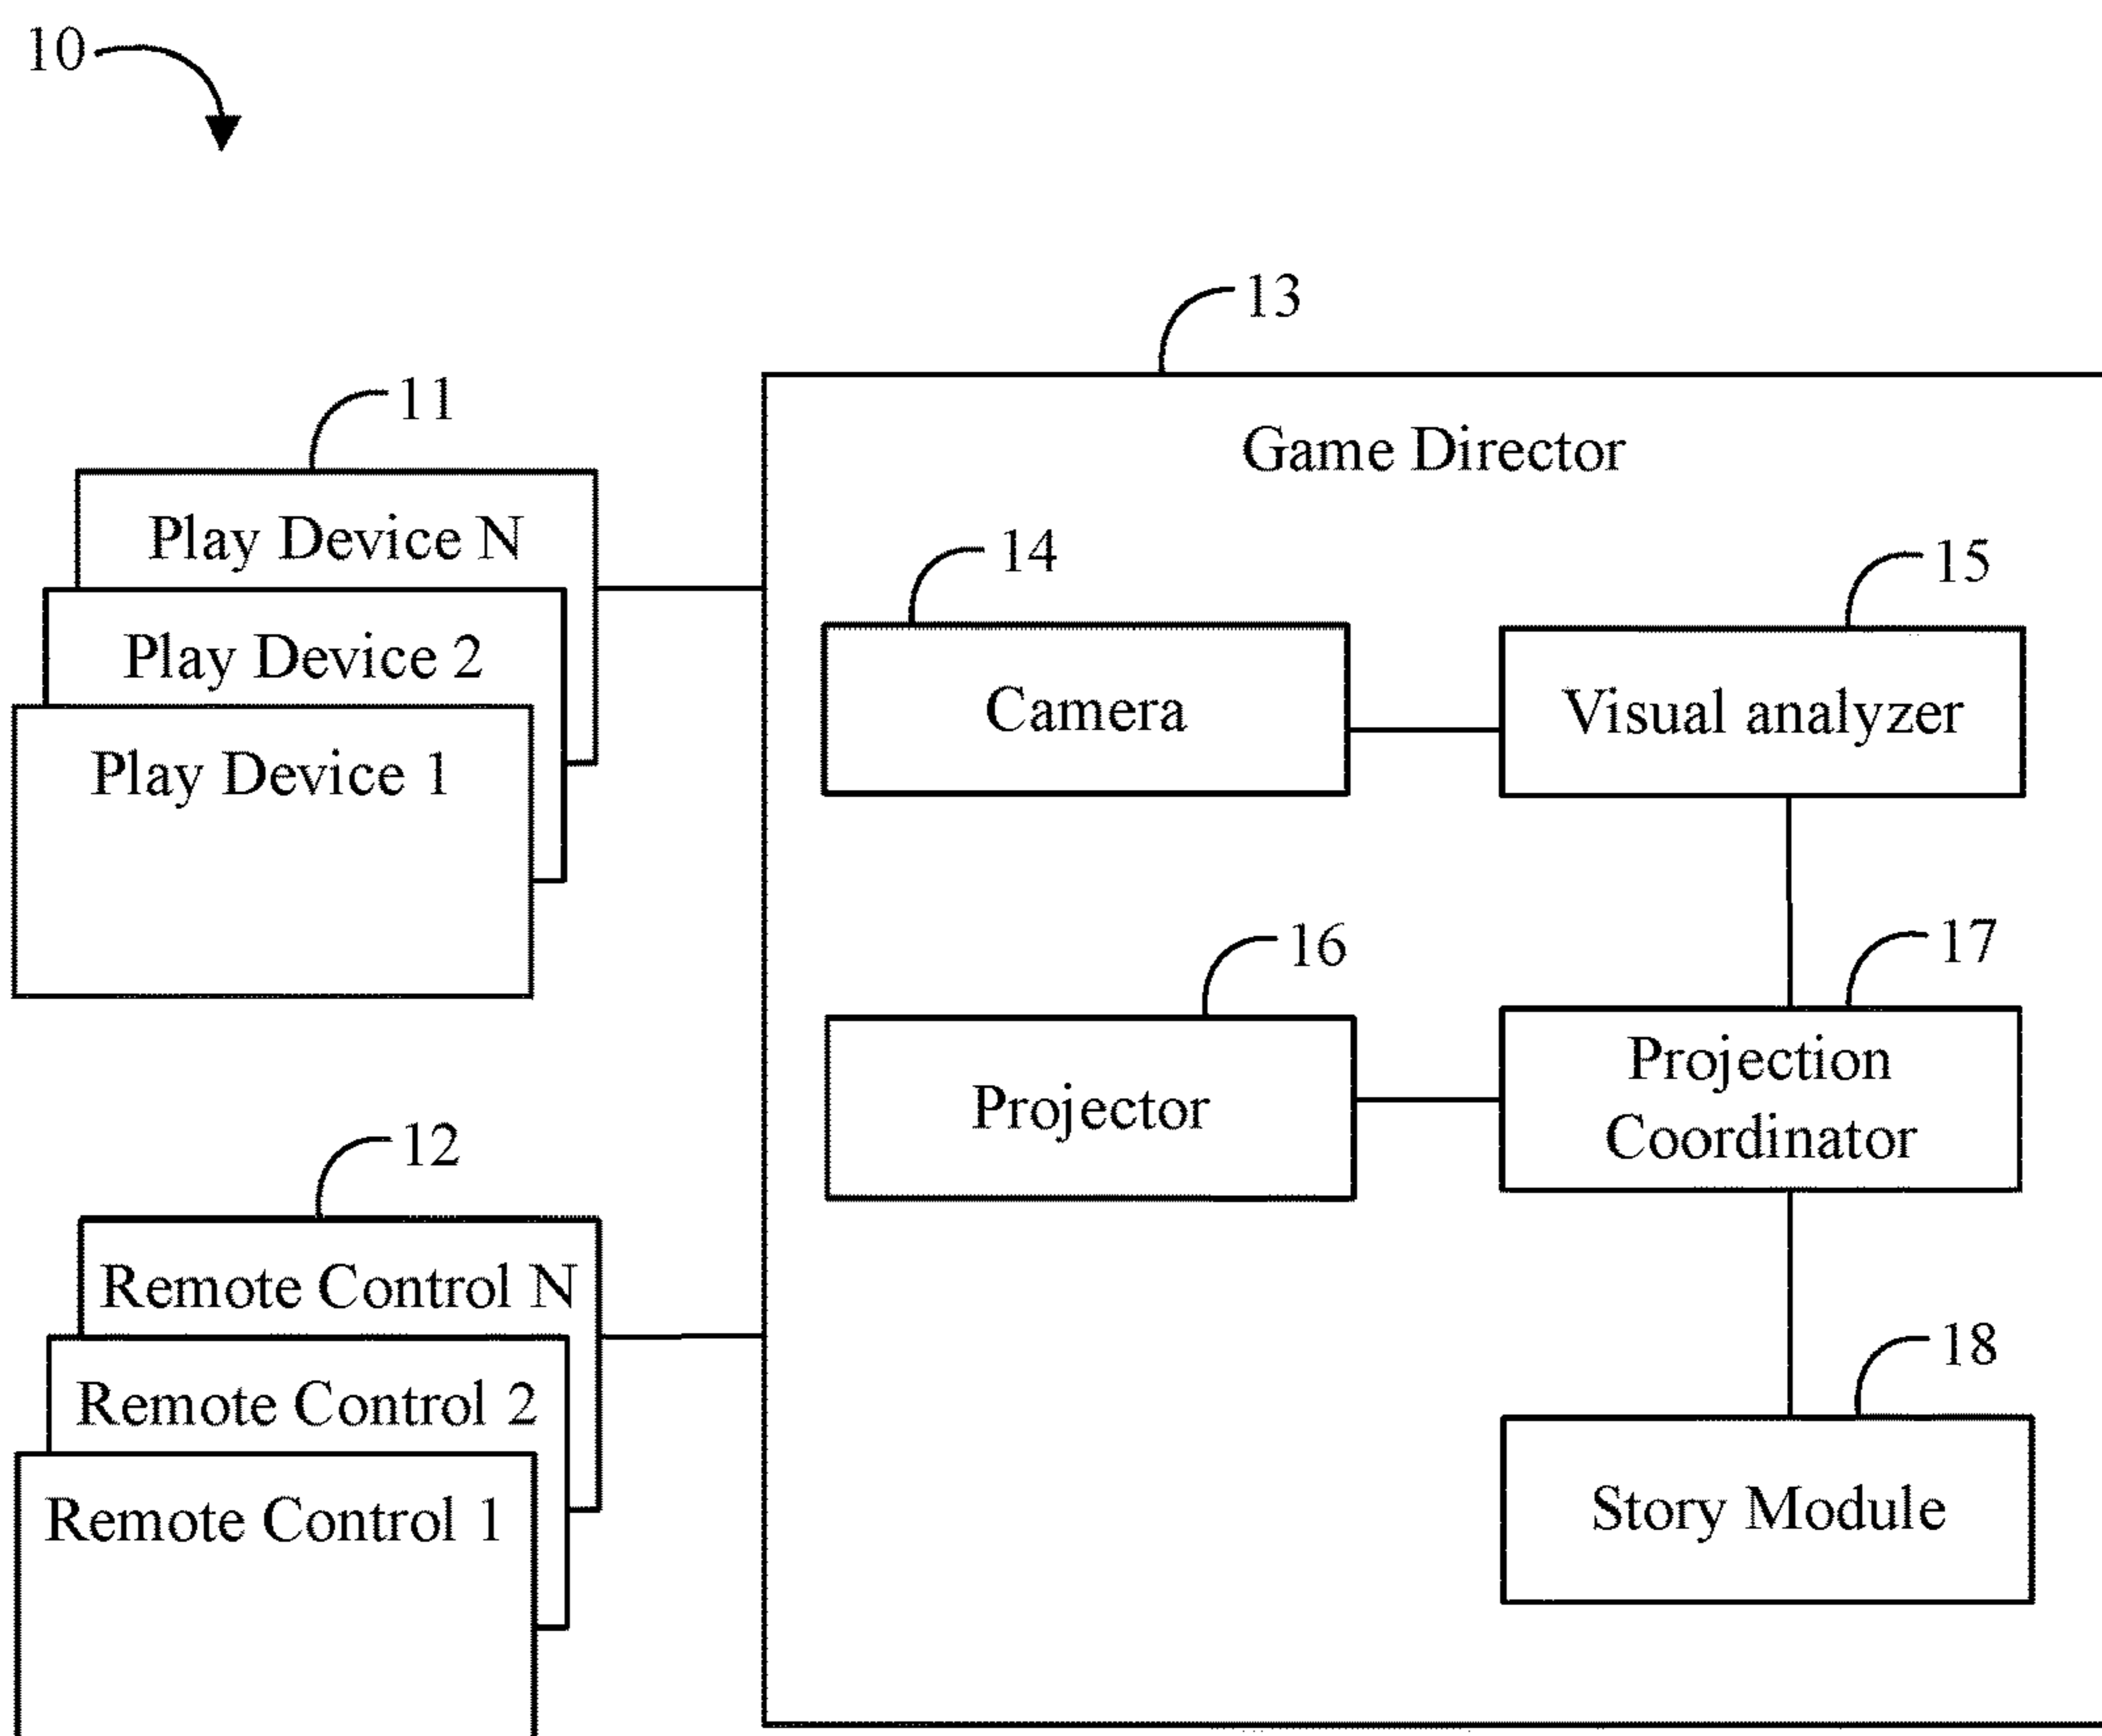 10
13
11
Game Director
Play Device N
14
15
Play Device 2
Camera
Visual analyzer
Play Device 1
16
17
Projector
Projection
Coordinator
12
Remote Control N
18
Remote Control 2
Story Module
Remote Control 1